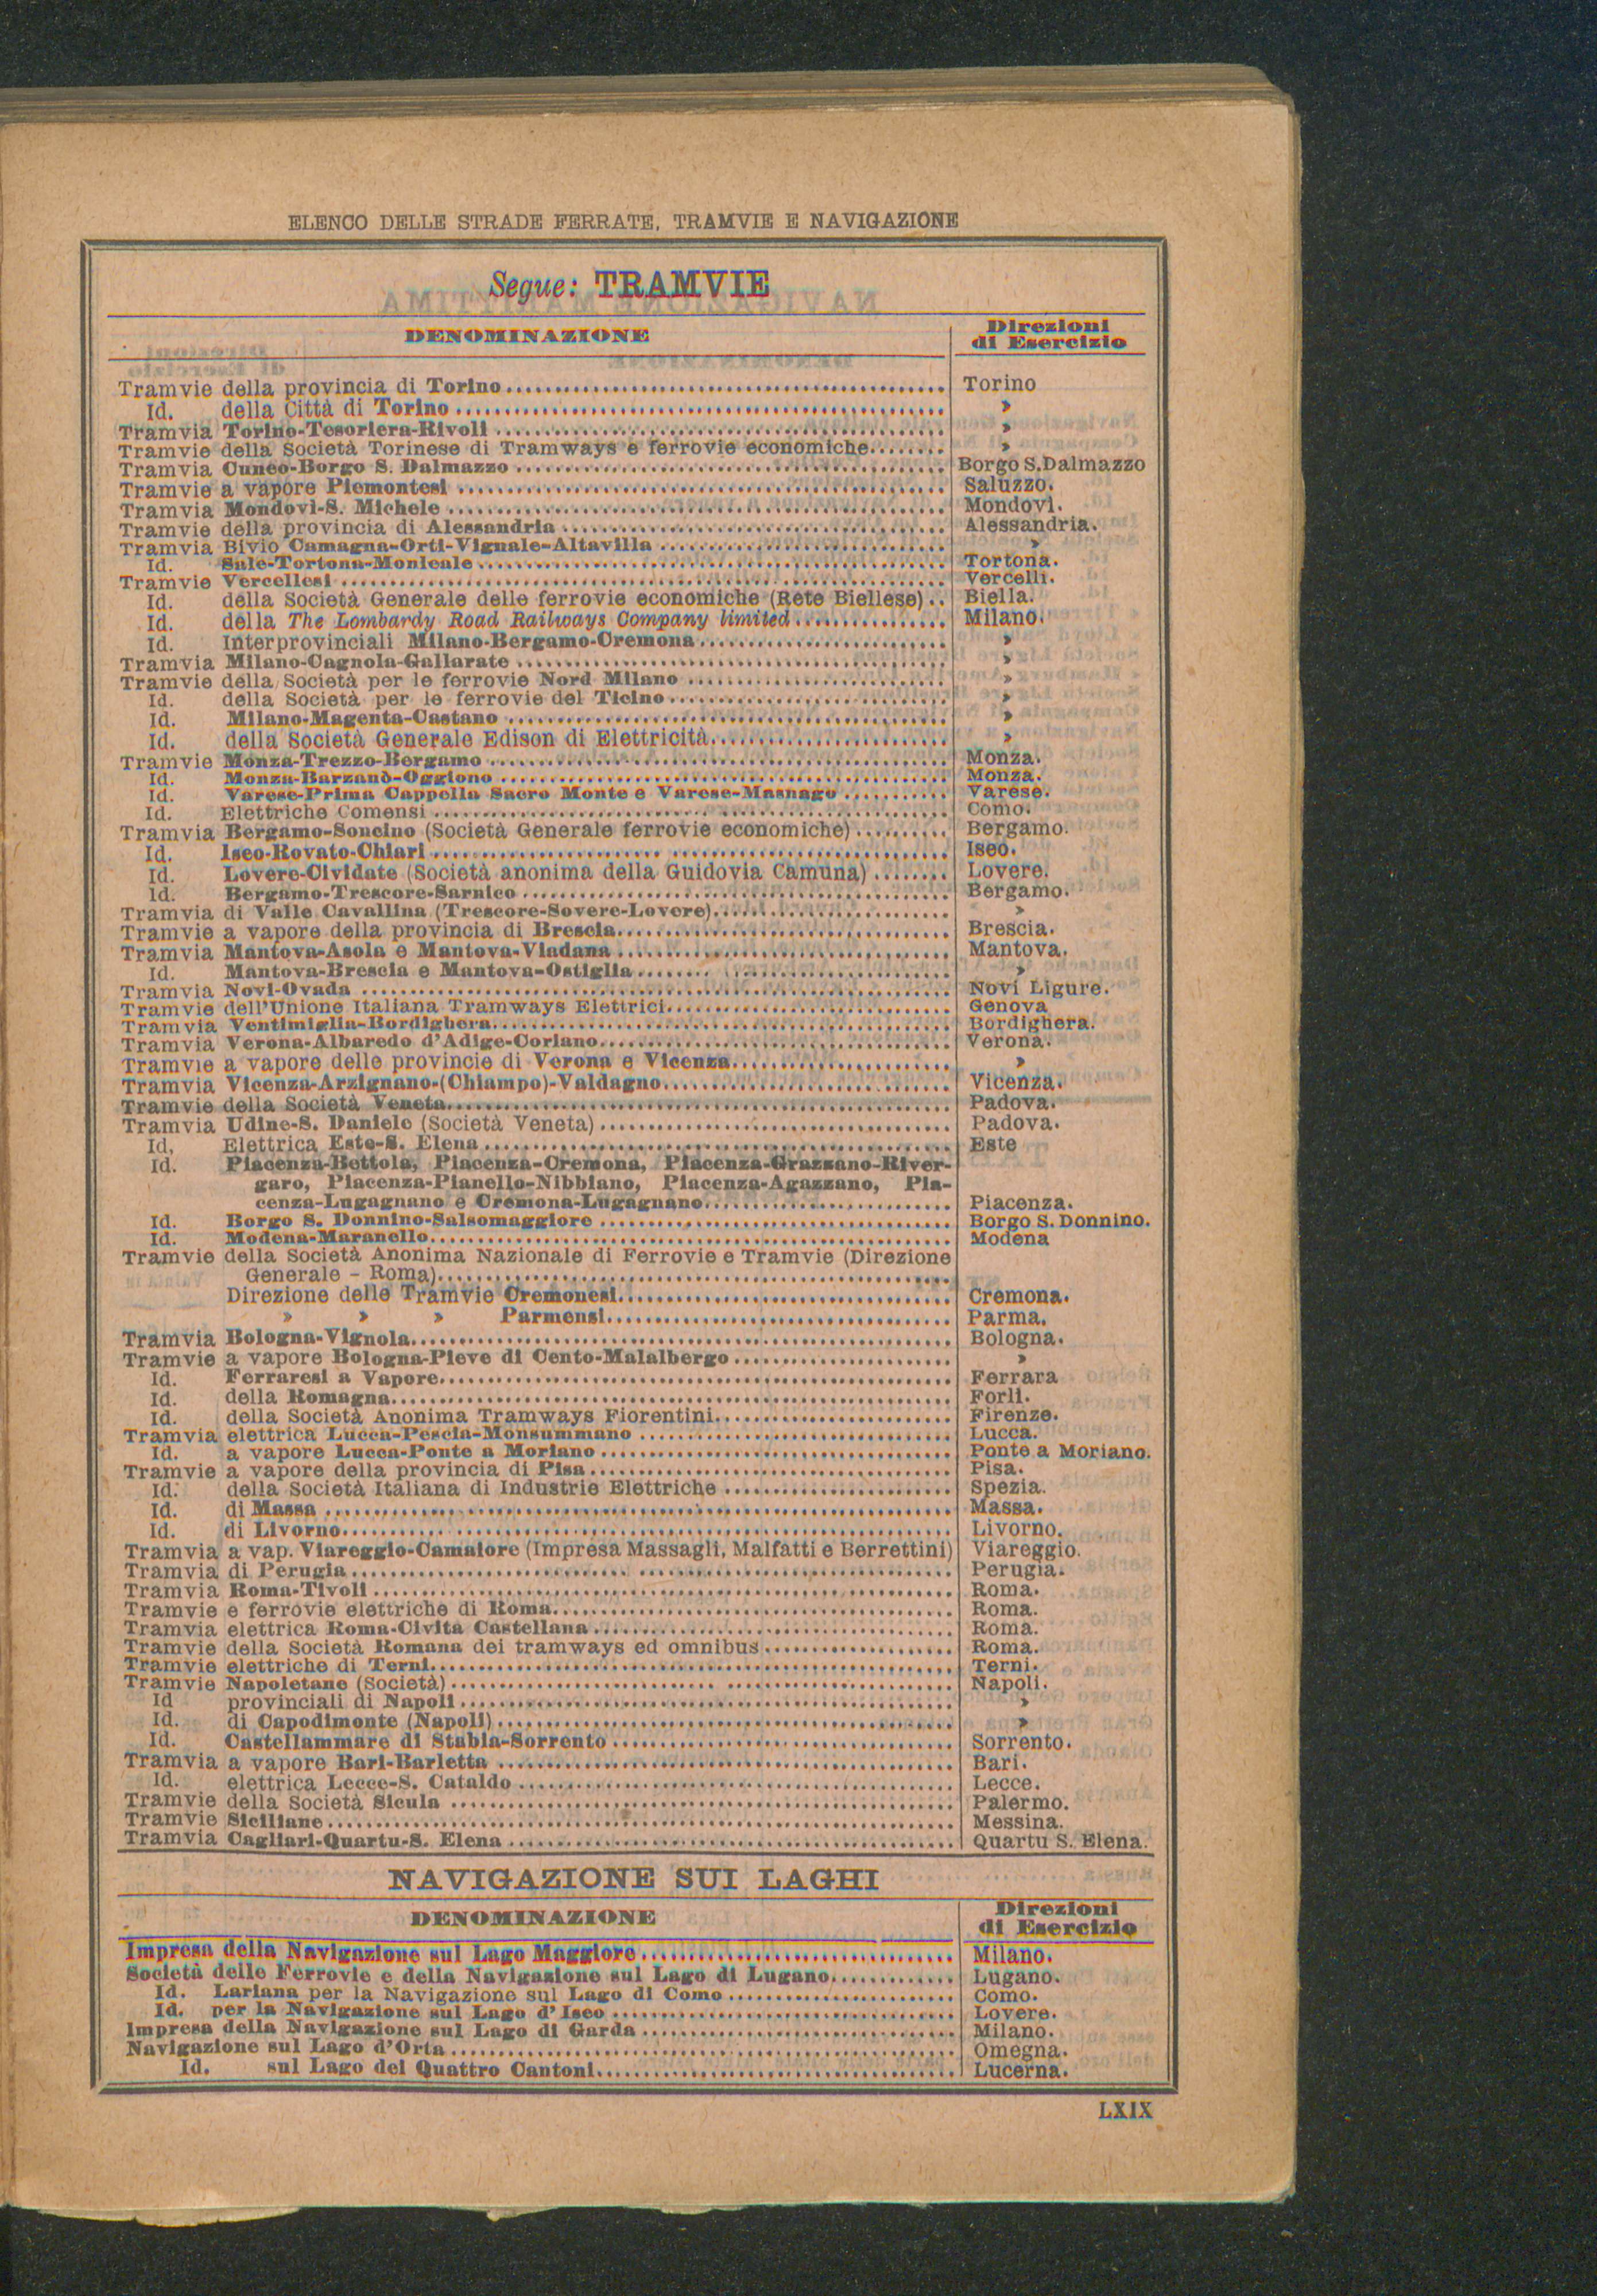 ELENCO DELLE STRADE FERRATE, TRAMVIE E NAVIGAZIONE
Segue: TRAMVIE
DENOMINAZIONE Direzioni di Esercizio
Tramvie della provincia di Torino Torino
Id. della Città di Torino »
Tramvia Torino-Tesoriera-Rivoli »
Tramvie della Società Torinese di Tramways e ferrovie economiche »
Tramvia Cuneo-Borgo S. Dalmazzo Borgo S. Dalmazzo
Tramvie a vapore Piemontesi Saluzzo.
Tramvia Mondovì-S. Michele Mondovì.
Tramvie della provincia di Alessandria Alessandria.
Tramvia Bivio Camagna-Orti-Vignale-Altavilla »
Id. Sale-Tortona-Monleale Tortona.
Tramvie Vercellesi Vercelli.
Id. della Società Generale delle ferrovie economiche (Rete Biellese) Biella.
Id. della The Lombardy Road Railways Company limited Milano.
Id. Interprovinciali Milano-Bergamo-Cremona »
Tramvia Milano-Cagnola-Gallarate »
Tramvie della Società per le ferrovie Nord Milano »
Id. della Società per le ferrovie del Ticino »
Id. Milano-Magenta-Castano »
Id. della Società Generale Edison di Elettricità »
Tramvie Monza-Trezzo-Bergamo Monza.
Id. Monza-Barzanò-Oggiono Monza.
Id. Varese-Prima Cappella Sacro Monte e Varese-Masnago Varese.
Id. Elettriche Comensi Como.
Tramvia Bergamo-Soncino (Società Generale ferrovie economiche) Bergamo.
Id. Iseo-Rovato-Chiari Iseo.
Id. Lovere-Cividate (Società anonima della Guidovia Camuna) Lovere.
Id. Bergamo-Trescore-Sarnico Bergamo.
Tramvia di Valle Cavallina (Trescore-Sovere-Lovere) »
Tramvie a vapore della provincia di Brescia Brescia.
Tramvia Mantova-Asola e Mantova-Viadana Mantova.
Id. Mantova-Brescia e Mantova-Ostiglia »
Tramvia Novi-Ovada Novi Ligure.
Tramvie dell'Unione Italiana Tramways Elettrici Genova
Tramvia Ventimiglia-Bordighera Bordighera.
Tramvia Verona-Albaredo d'Adige-Coriano Verona.
Tramvie a vapore delle provincie di Verona e Vicenza »
Tramvia Vicenza-Arzignano-(Chiampo)-Valdagno Vicenza.
Tramvie della Società Veneta Padova.
Tramvia Udine-S. Daniele (Società Veneta) Padova.
Id, Elettrica Este-S. Elena Este
Id. Piacenza-Bettola, Piacenza-Cremona, Piacenza-Grazzano-River-
garo, Piacenza-Pianello-Nibbiano, Piacenza-Agazzano, Pia-
cenza-Lugagnano e Cremona-Lugagnano Piacenza.
Id. Borgo S. Donnino-Salsomaggiore Borgo S. Donnino.
Id. Modena-Maranello Modena
Tramvie della Società Anonima Nazionale di Ferrovie e Tramvie (Direzione
Generale - Roma)
Direzione delle Tramvie Cremonesi Cremona.
» » » Parmensi Parma.
Tramvia Bologna-Vignola Bologna.
Tramvie a vapore Bologna-Pieve di Cento-Malalbergo »
Id. Ferraresi a Vapore Ferrara
Id. della Romagna Forlì.
Id. della Società Anonima Tramways Fiorentini Firenze.
Tramvia elettrica Lucca-Pescia-Monsummano Lucca.
Id. a vapore Lucca-Ponte a Moriano Ponte a Moriano.
Tramvie a vapore della provincia di Pisa Pisa.
Id. della Società Italiana di Industrie Elettriche Spezia.
Id. di Massa Massa.
Id. di Livorno Livorno.
Tramvia a vap. Viareggio-Camaiore (Impresa Massagli, Malfatti e Berrettini) Viareggio.
Tramvia di Perugia Perugia.
Tramvia Roma-Tivoli Roma.
Tramvie e ferrovie elettriche di Roma Roma.
Tramvia elettrica Roma-Civita Castellana Roma.
Tramvie della Società Romana dei tramways ed omnibus Roma.
Tramvie elettriche di Terni Terni.
Tramvie Napoletane (Società) Napoli.
Id provinciali di Napoli »
Id. di Capodimonte (Napoli) »
Id. Castellammare di Stabia-Sorrento Sorrento.
Tramvia a vapore Bari-Barletta Bari.
Id. elettrica Lecce-S. Cataldo Lecce.
Tramvie della Società Sicula Palermo.
Tramvie Siciliane Messina.
Tramvia Cagliari-Quartu-S. Elena Quartu S. Elena.
NAVIGAZIONE SUI LAGHI
DENOMINAZIONE Direzioni di Esercizio
Impresa della Navigazione sul Lago Maggiore Milano.
Società delle Ferrovie e della Navigazione sul Lago di Lugano Lugano.
Id. Lariana per la Navigazione sul Lago di Como Como.
Id. per la Navigazione sul Lago d'Iseo Lovere.
Impresa della Navigazione sul Lago di Garda Milano.
Navigazione sul Lago d'Orta Omegna.
Id. sul Lago dei Quattro Cantoni Lucerna.
LXIX